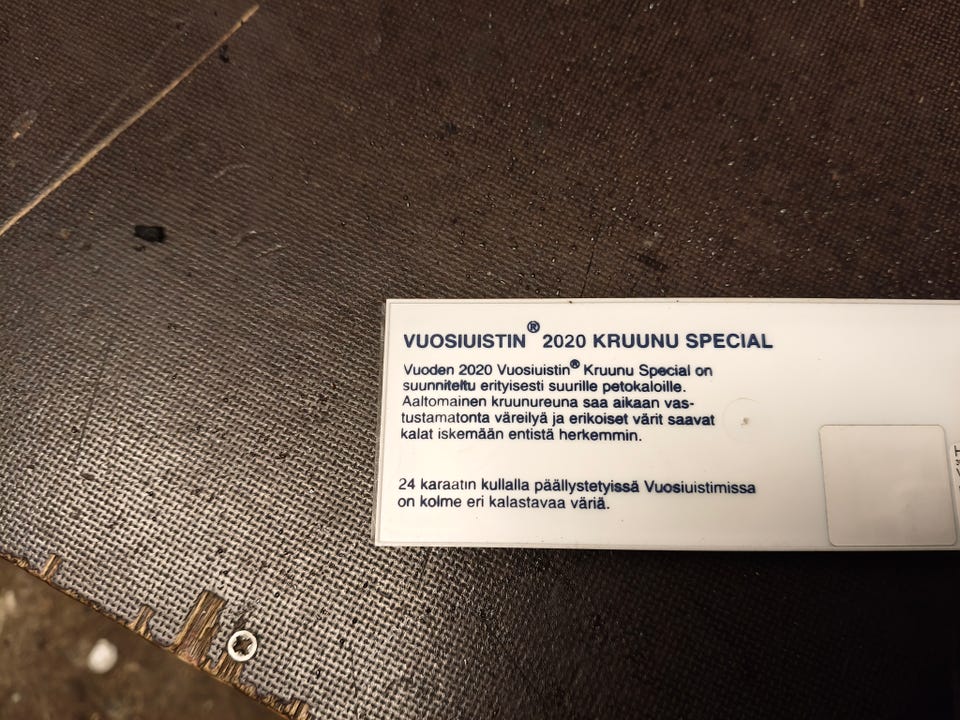 VUOSIUISTIN® 2020 KRUUNU SPECIAL
Vuoden 2020 Vuosiuistin® Kruunu Special on
suunniteltu erityisesti suurille petokaloille.
Aaltomainen kruunureuna saa aikaan vas-
tustamatonta väreilyä ja erikoiset värit saavat
kalat iskemään entistä herkemmin.
24 karaatin kullalla päällystetyissä Vuosiuistimissa
on kolme eri kalastavaa väriä.